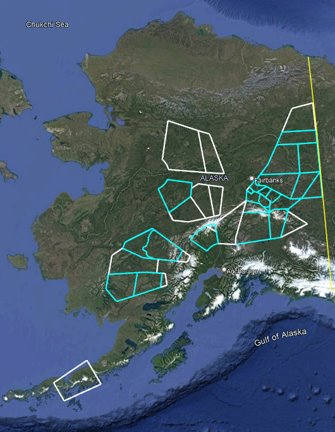 Chukchi Sea
ALASKA
Fairbanks
Gulf of Alaska